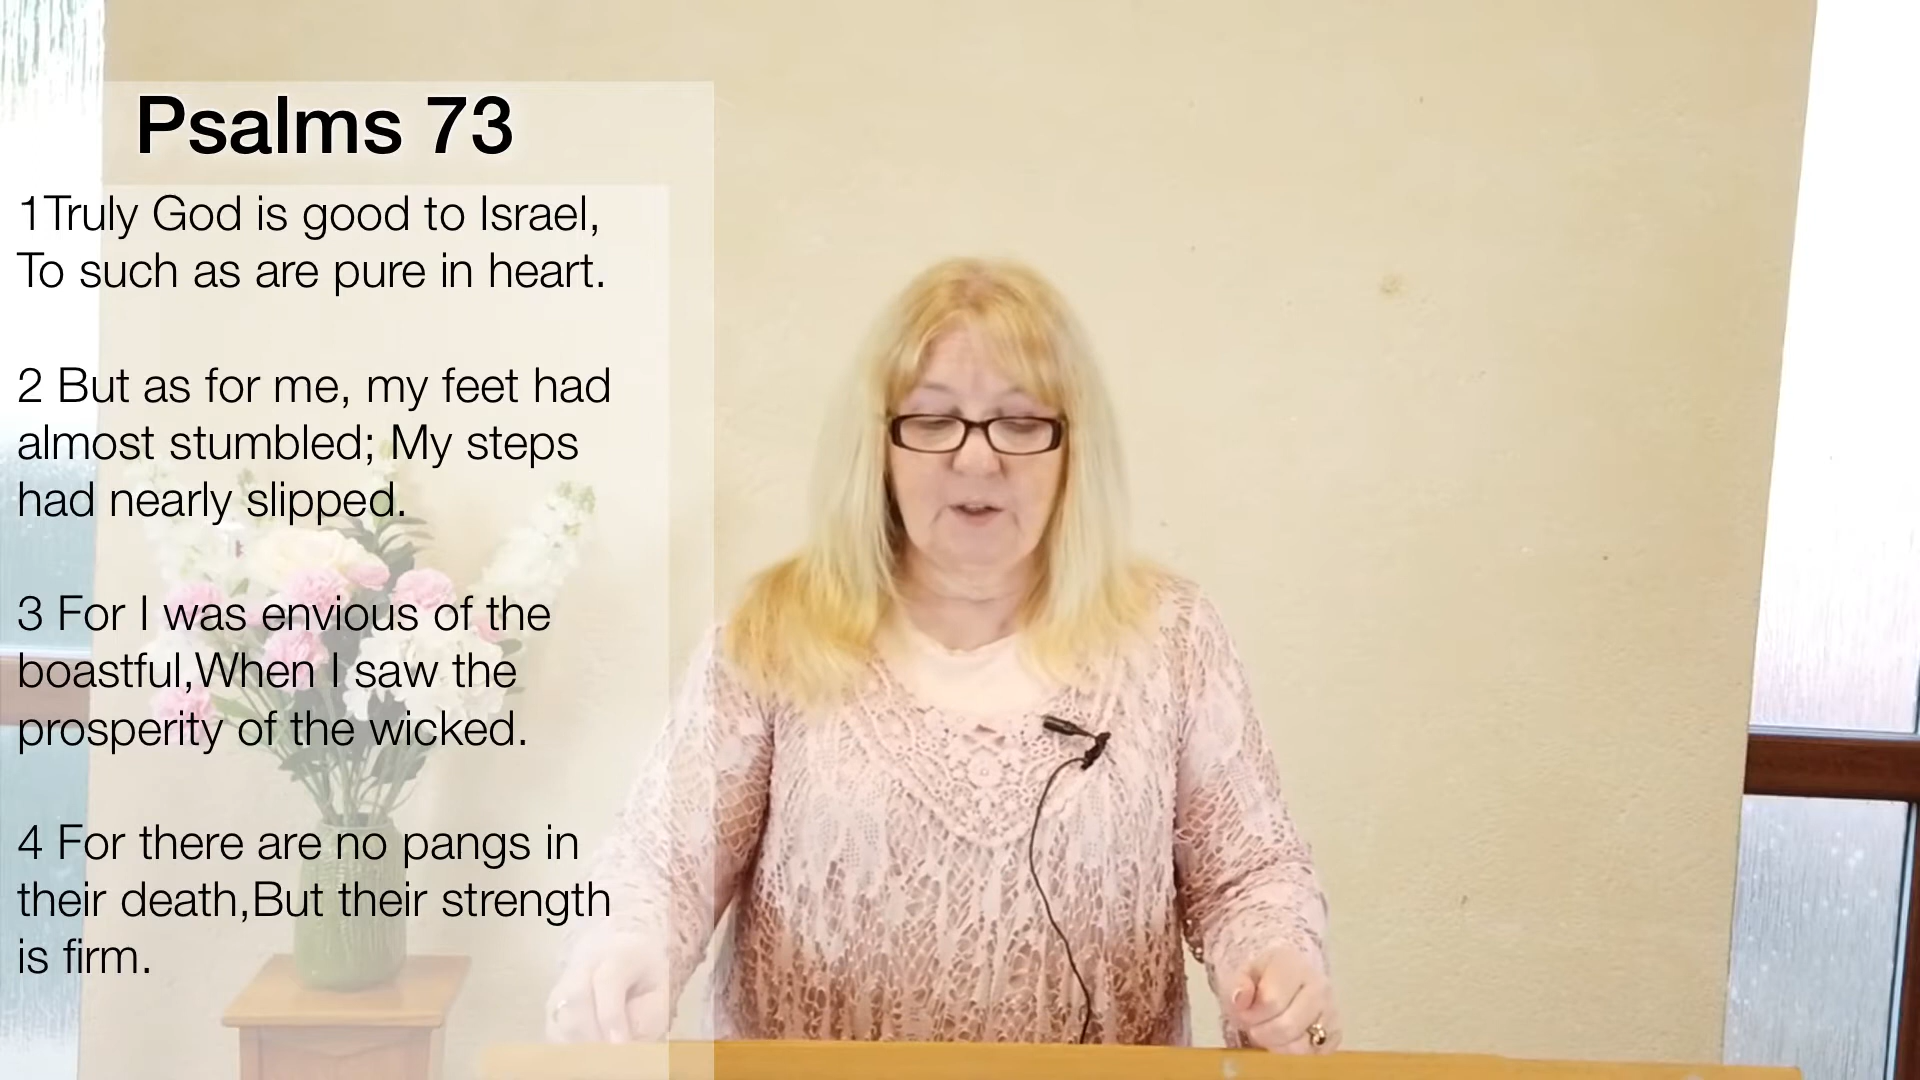 Psalms 73
1Truly God is good to Israel,
To such as are pure in heart.
2 But as for me, my feet had
almost stumbled; My steps
had nearly slipped.
3 For I was envious of the
boastful,When I saw the
prosperity of the wicked.
4 For there are no pangs in
their death,But their strength
is firm.